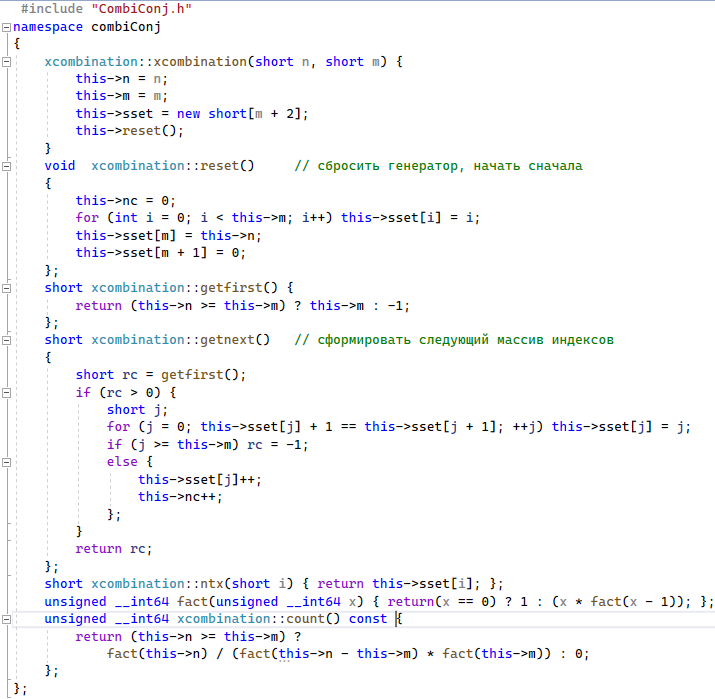 #include "CombiConj.h"
namespace combiConj
{
    xcombination::xcombination(short n, short m) {
        this->n = n;
        this->m = m;
        this->sset = new short[m + 2];
        this->reset();
    }
    void  xcombination::reset()     // сбросить генератор, начать сначала
    {
        this->nc = 0;
        for (int i = 0; i < this->m; i++) this->sset[i] = i;
        this->sset[m] = this->n;
        this->sset[m + 1] = 0;
    };
    short xcombination::getfirst() {
        return (this->n >= this->m) ? this->m : -1;
    };
    short xcombination::getnext()   // сформировать следующий массив индексов
    {
        short rc = getfirst();
        if (rc > 0) {
            short j;
            for (j = 0; this->sset[j] + 1 == this->sset[j + 1]; ++j) this->sset[j] = j;
            if (j >= this->m) rc = -1;
            else {
                this->sset[j]++;
                this->nc++;
            };
        }
        return rc;
    };
    short xcombination::ntx(short i) { return this->sset[i]; };
    unsigned __int64 fact(unsigned __int64 x) { return(x == 0) ? 1 : (x * fact(x - 1)); };
    unsigned __int64 xcombination::count() const {
        return (this->n >= this->m) ?
            fact(this->n) / (fact(this->n - this->m) * fact(this->m)) : 0;
    };
};